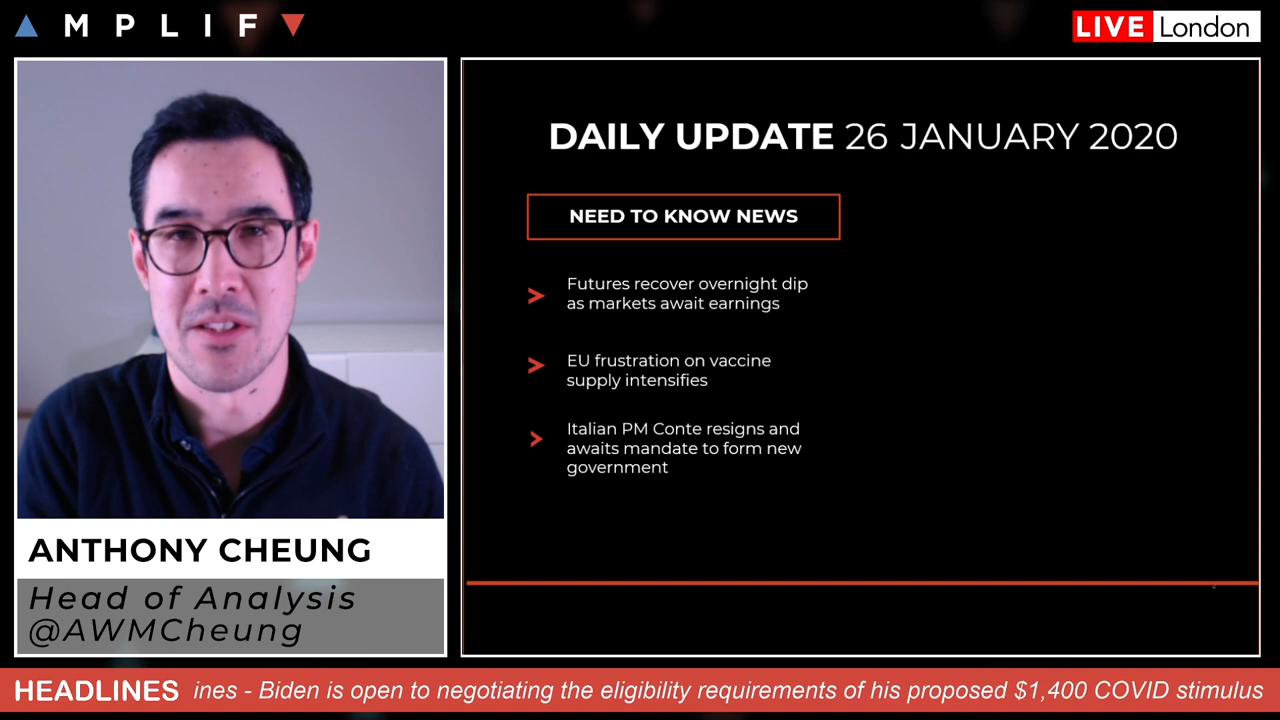 ▲ M P L I F ▼
LIVE London
DAILY UPDATE 26 JANUARY 2020
NEED TO KNOW NEWS
Futures recover overnight dip
as markets await earnings
EU frustration on vaccine
supply intensifies
Italian PM Conte resigns and
awaits mandate to form new
government
2
ANTHONY CHEUNG
Head of Analysis
@AWMCheung
HEADLINES ines - Biden is open to negotiating the eligibility requirements of his proposed $1,400 COVID stimulus